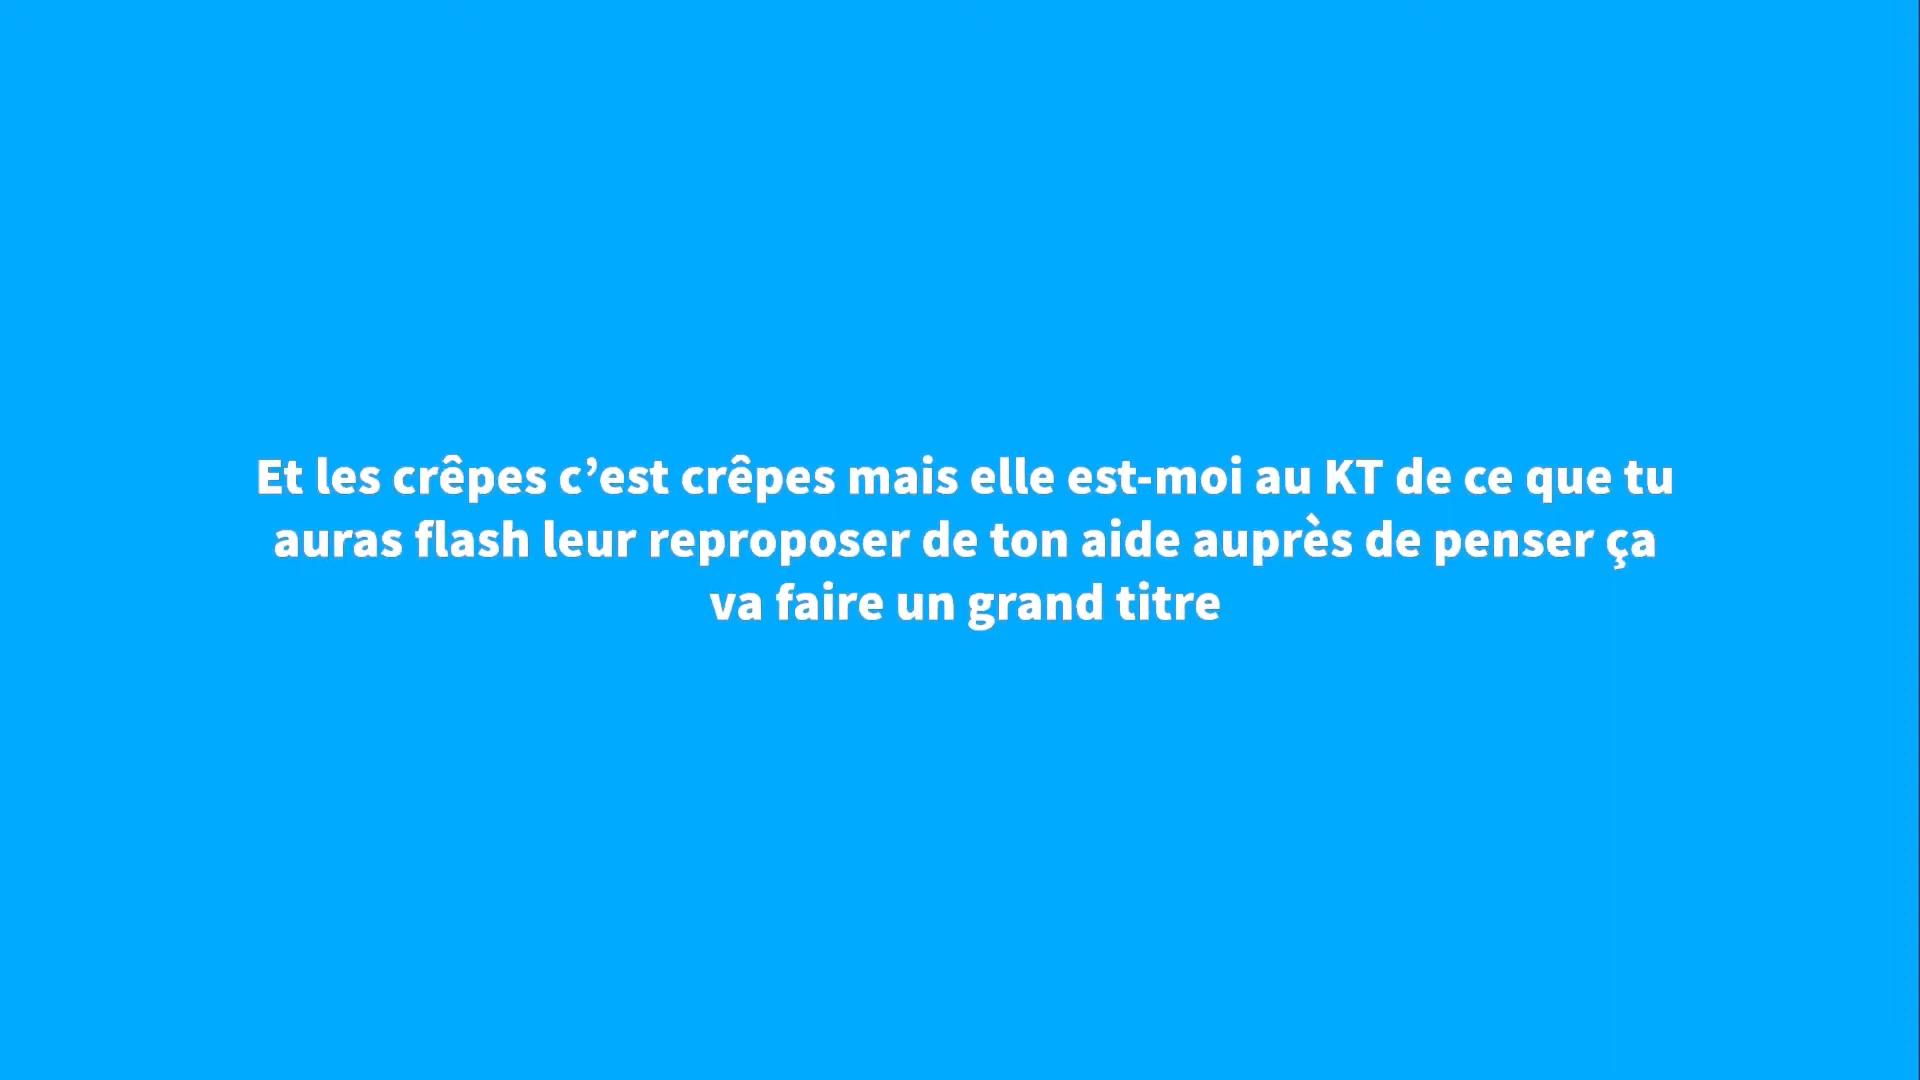 Et les crêpes c’est crêpes mais elle est-moi au KT de ce que tu
auras flash leur reproposer de ton aide auprès de penser ça
va faire un grand titre